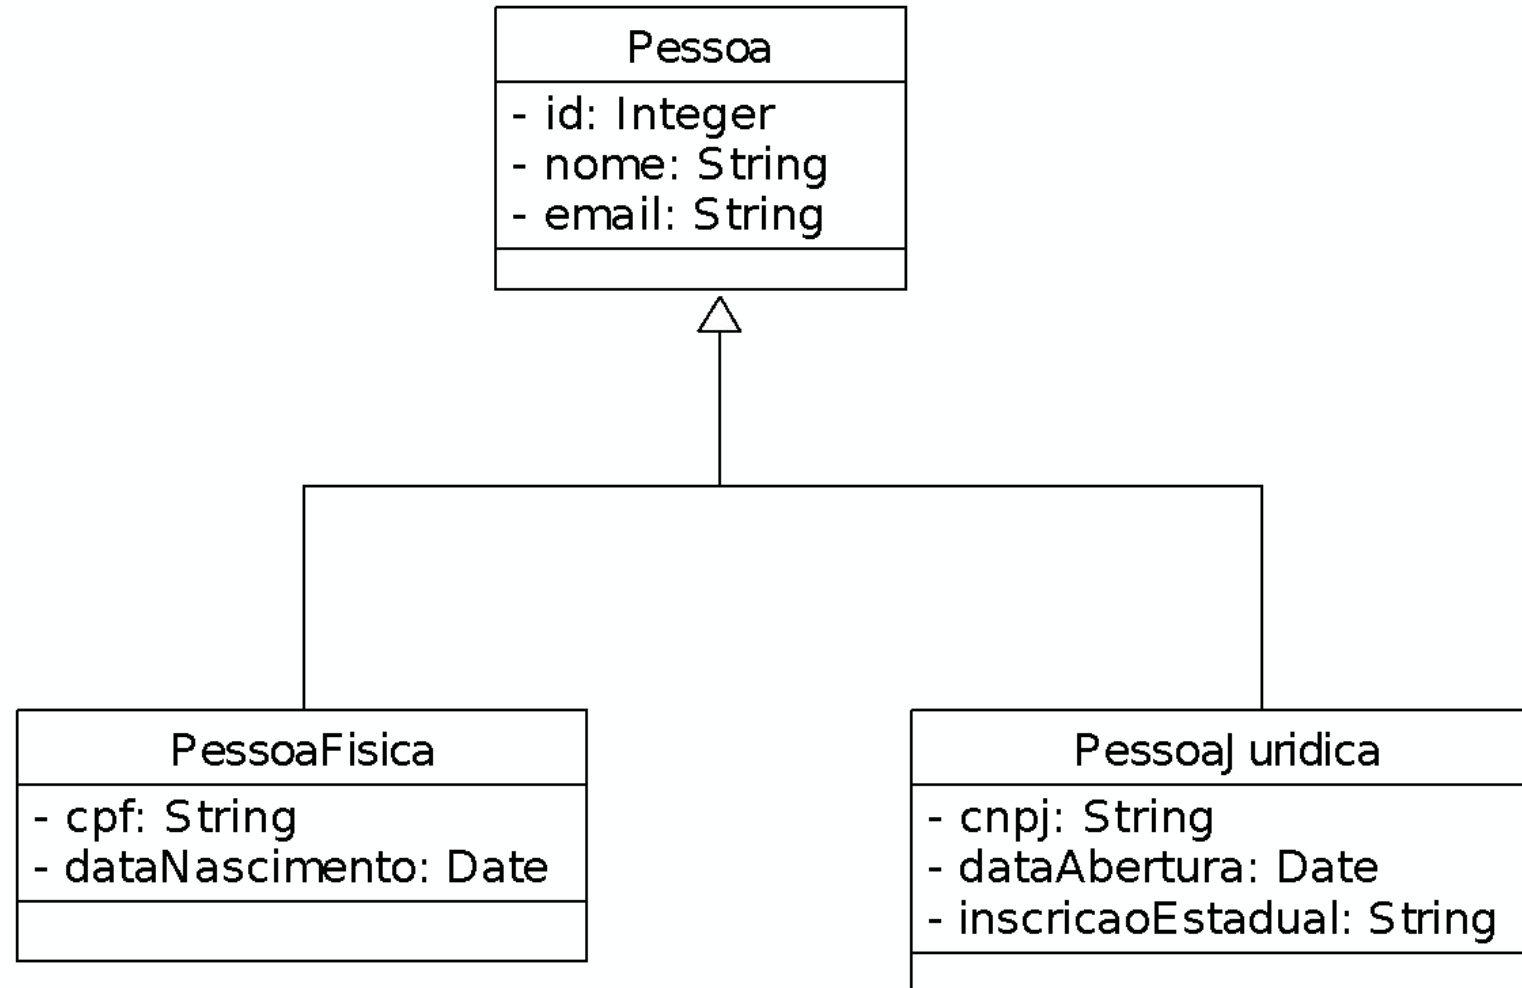 Pessoa
- id: Integer
- nome: String
- email: String
PessoaFisica
- cpf: String
- dataNascimento: Date
PessoaJuridica
- cnpj: String
- dataAbertura: Date
- inscricaoEstadual: String